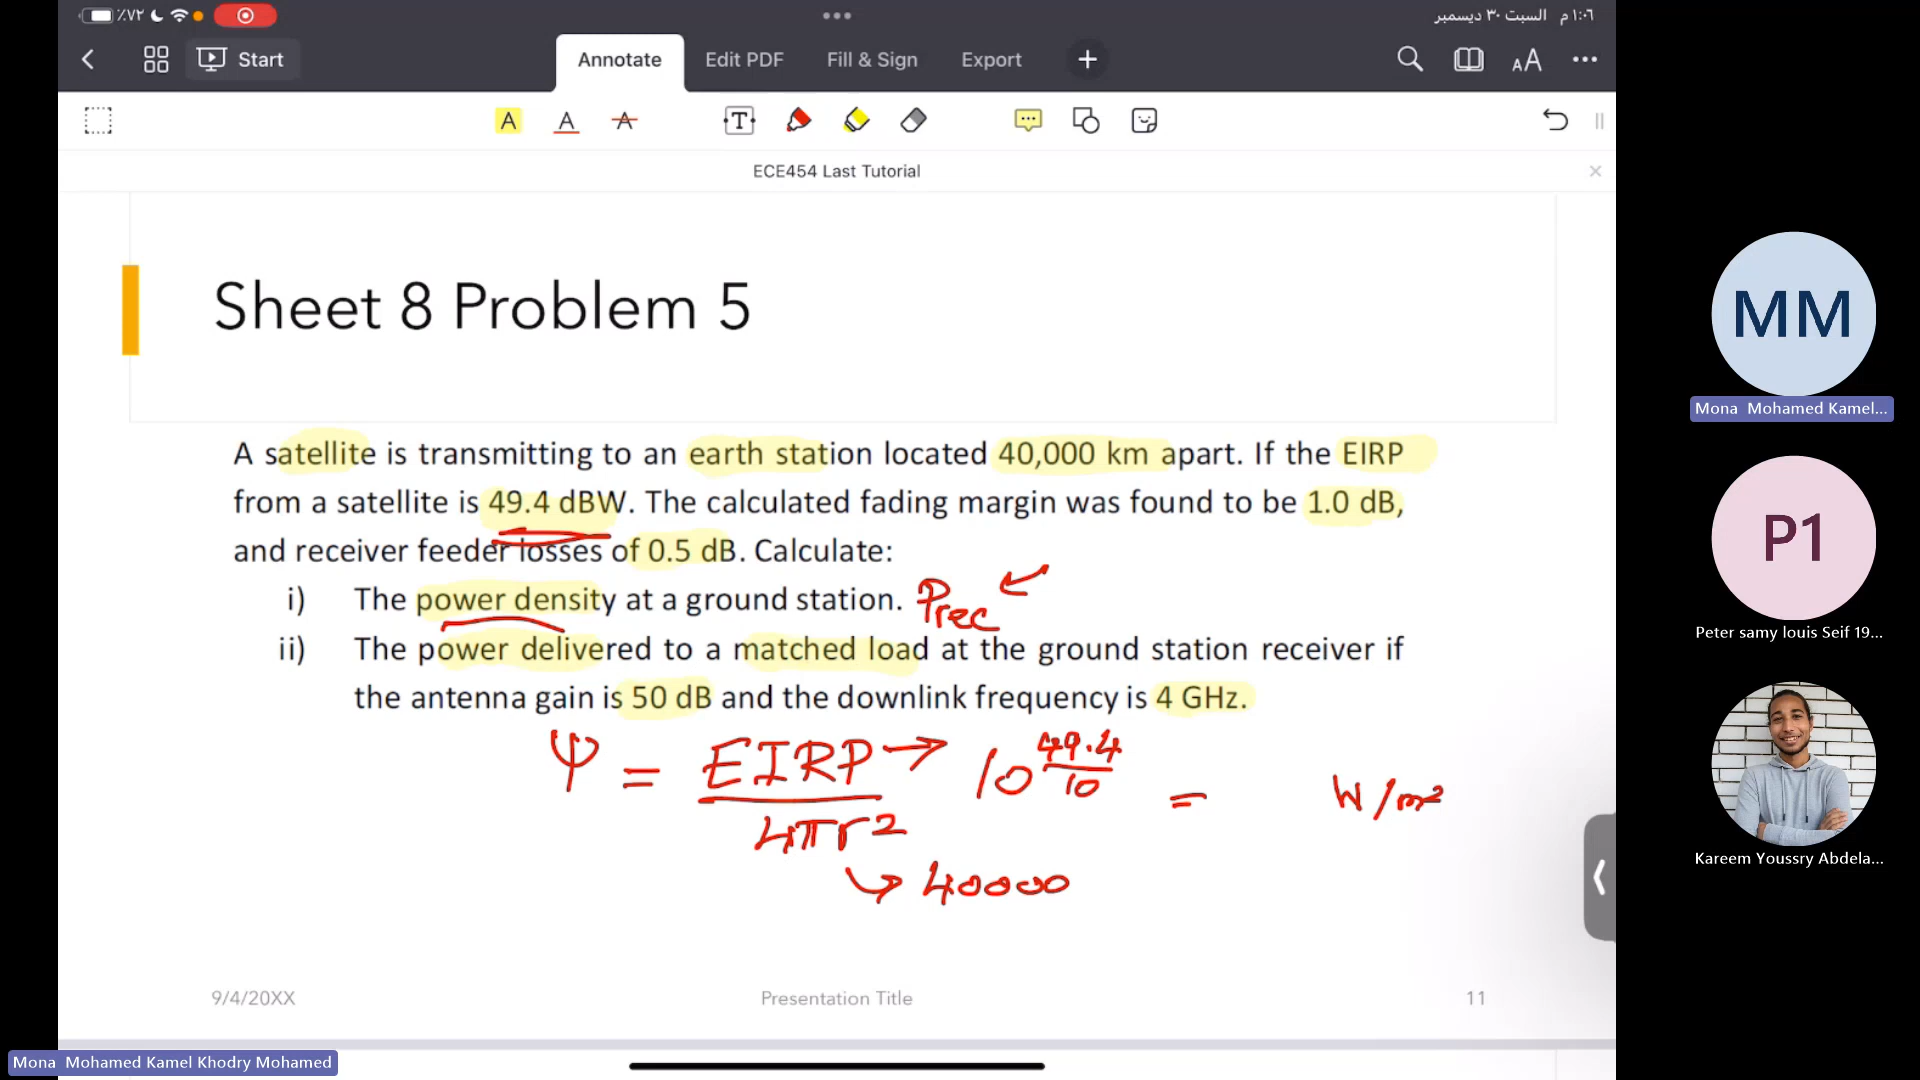 ٪٧٢
١:٠٦ م السبت ٣٠ ديسمبر
Start
Annotate
Edit PDF
Fill & Sign
Export
A A A T
AA
ECE454 Last Tutorial
Sheet 8 Problem 5
A satellite is transmitting to an earth station located 40,000 km apart. If the EIRP
from a satellite is 49.4 dBW. The calculated fading margin was found to be 1.0 dB,
and receiver feeder losses of 0.5 dB. Calculate:
i) The power density at a ground station. Prec
ii) The power delivered to a matched load at the ground station receiver if
the antenna gain is 50 dB and the downlink frequency is 4 GHz.
Ψ = EIRP / 4πr² → 10^(49.4/10) = W/m²
↳ 40000
9/4/20XX
Presentation Title
11
MM
Mona Mohamed Kamel...
P1
Peter samy louis Seif 19...
Kareem Youssry Abdela...
Mona Mohamed Kamel Khodry Mohamed